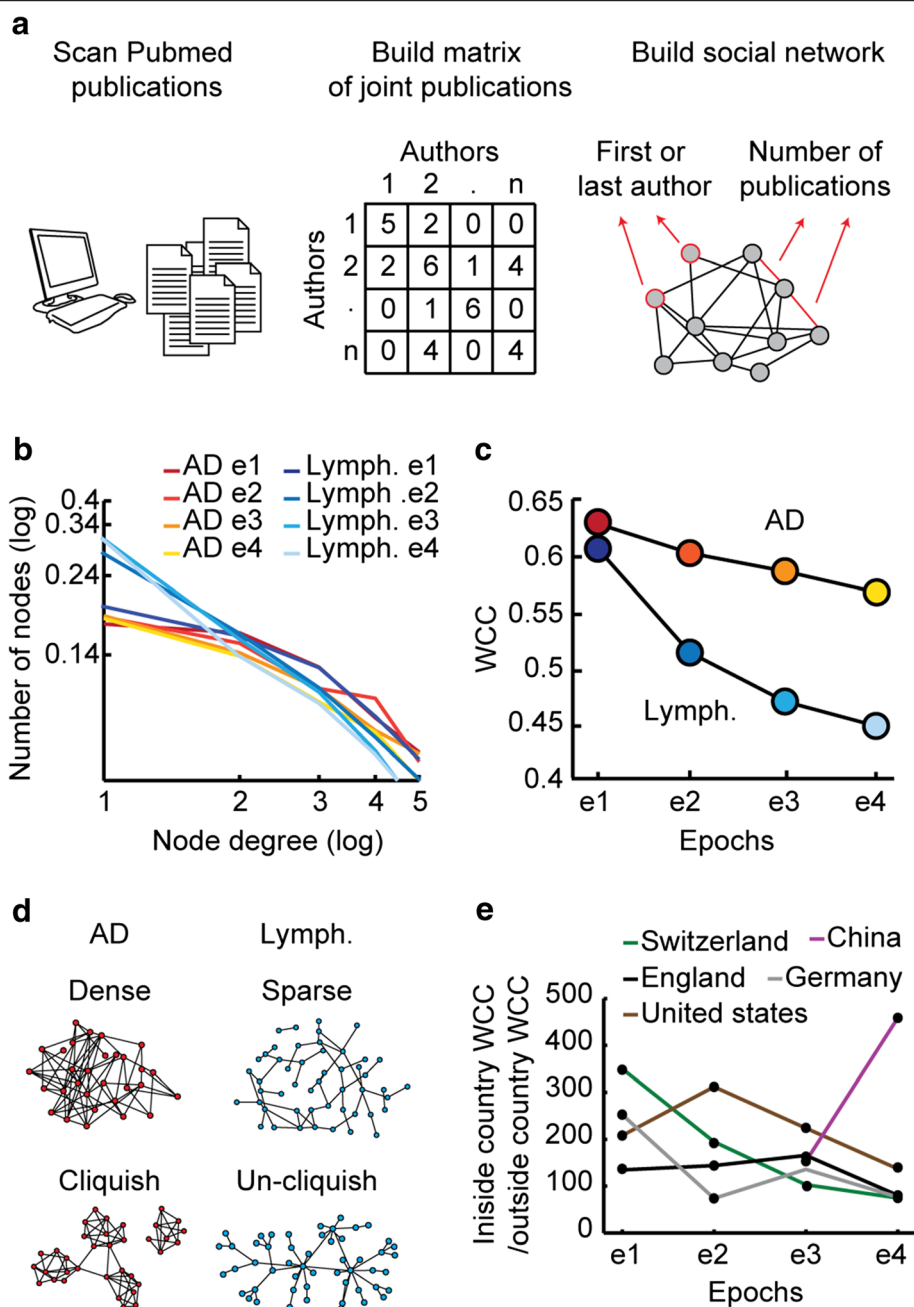 a
Scan Pubmed
publications
Build matrix
of joint publications
Build social network
Authors
1 2 . n
Authors
1 5 2 0 0
2 2 6 1 4
. 0 1 6 0
n 0 4 0 4
First or
last author
Number of
publications
b
AD e1
AD e2
AD e3
AD e4
Lymph. e1
Lymph .e2
Lymph. e3
Lymph. e4
Number of nodes (log)
0.4
0.34
0.24
0.14
1 2 3 4 5
Node degree (log)
c
WCC
0.65
0.6
0.55
0.5
0.45
0.4
AD
Lymph.
e1 e2 e3 e4
Epochs
d
AD
Lymph.
Dense
Sparse
Cliquish
Un-cliquish
e
Switzerland
China
England
Germany
United states
Iniside country WCC
/outside country WCC
500
400
300
200
100
0
e1 e2 e3 e4
Epochs